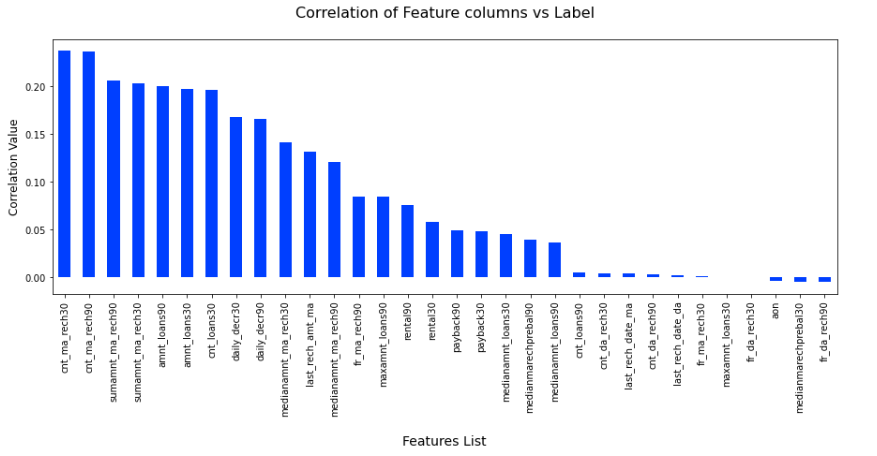 Correlation of Feature columns vs Label
Correlation Value
0.20
0.15
0.10
0.05
0.00
cnt_ma_rech30
cnt_ma_rech90
sumamnt_ma_rech90
sumamnt_ma_rech30
amnt_loans90
amnt_loans30
cnt_loans30
daily_decr30
daily_decr90
medianamnt_ma_rech30
last_rech_amt_ma
medianamnt_ma_rech90
fr_ma_rech90
maxamnt_loans90
rental90
rental30
payback90
payback30
medianamnt_loans30
medianmarechprebal90
medianamnt_loans90
cnt_loans90
cnt_da_rech30
last_rech_date_ma
cnt_da_rech90
last_rech_date_da
fr_ma_rech30
maxamnt_loans30
fr_da_rech30
aon
medianmarechprebal30
fr_da_rech90
Features List